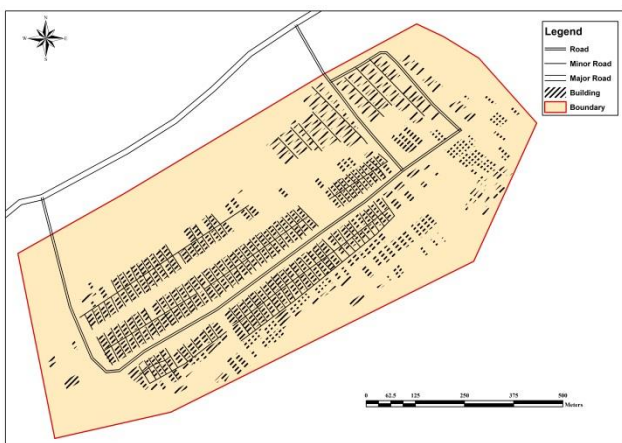 N
W
E
S
Legend
Road
Minor Road
Major Road
Building
Boundary
0 62.5 125 250 375 500
Meters